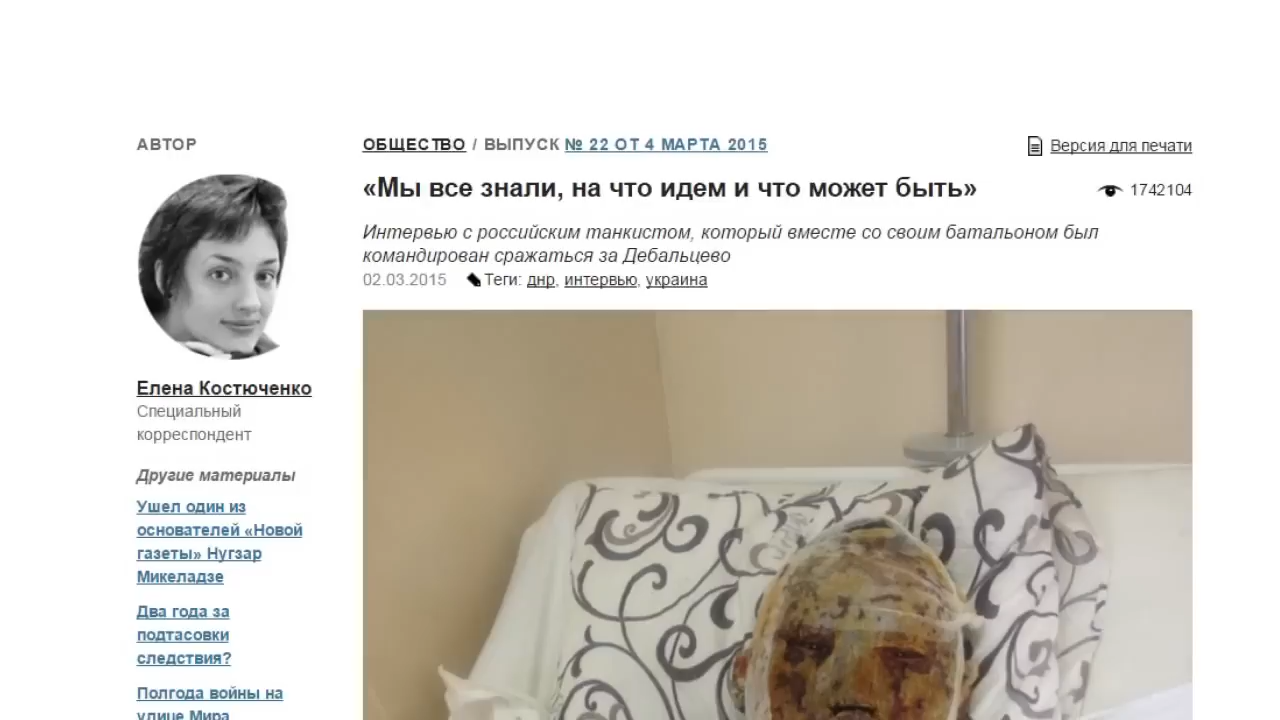 АВТОР
ОБЩЕСТВО / ВЫПУСК № 22 ОТ 4 МАРТА 2015
Версия для печати
«Мы все знали, на что идем и что может быть»
1742104
Интервью с российским танкистом, который вместе со своим батальоном был
командирован сражаться за Дебальцево
02.03.2015 Теги: днр, интервью, украина
Елена Костюченко
Специальный
корреспондент
Другие материалы
Ушел один из
основателей «Новой
газеты» Нугзар
Микеладзе
Два года за
подтасовки
следствия?
Полгода войны на
улице Мира